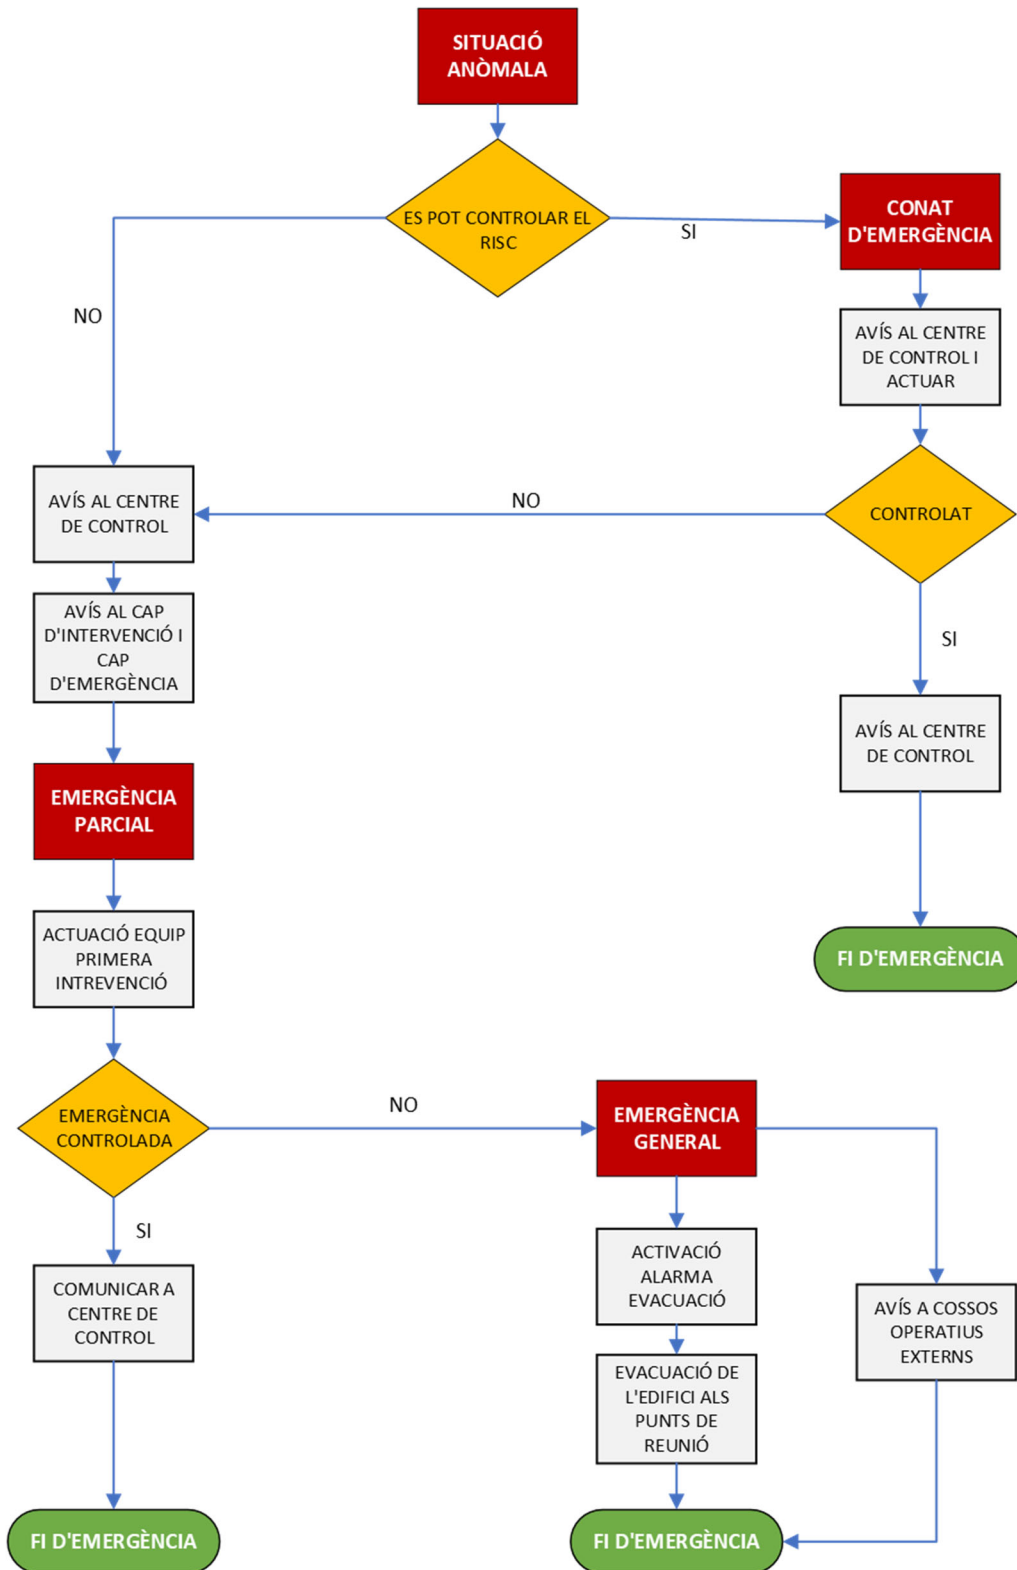 SITUACIÓ
ANÒMALA
ES POT CONTROLAR EL
RISC
SI
CONAT
D'EMERGÈNCIA
NO
AVÍS AL CENTRE
DE CONTROL I
ACTUAR
AVÍS AL CENTRE
DE CONTROL
NO
CONTROLAT
AVÍS AL CAP
D'INTERVENCIÓ I
CAP
D'EMERGÈNCIA
SI
AVÍS AL CENTRE
DE CONTROL
EMERGÈNCIA
PARCIAL
ACTUACIÓ EQUIP
PRIMERA
INTREVENCIÓ
FI D'EMERGÈNCIA
EMERGÈNCIA
CONTROLADA
NO
EMERGÈNCIA
GENERAL
SI
ACTIVACIÓ
ALARMA
EVACUACIÓ
COMUNICAR A
CENTRE DE
CONTROL
AVÍS A COSSOS
OPERATIUS
EXTERNS
EVACUACIÓ DE
L'EDIFICI ALS
PUNTS DE
REUNIÓ
FI D'EMERGÈNCIA
FI D'EMERGÈNCIA